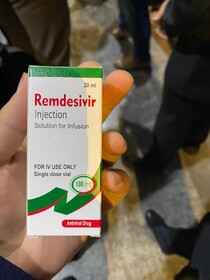 20 ml
Remdesivir
Injection
Solution for Infusion
FOR IV USE ONLY
Single dose vial
100 mg
Antiviral Drug